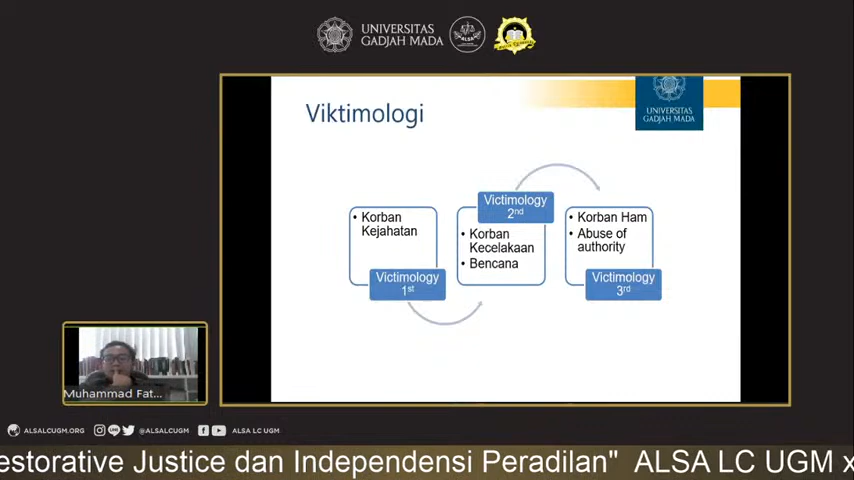 UNIVERSITAS
GADJAH MADA
ALSA
Viktimologi
UNIVERSITAS
GADJAH MADA
• Korban
Kejahatan
Victimology
1st
Victimology
2nd
• Korban
Kecelakaan
• Bencana
• Korban Ham
• Abuse of
authority
Victimology
3rd
Muhammad Fat...
ALSALCUGM.ORG @ALSALCUGM ALSA LC UGM
estorative Justice dan Independensi Peradilan" ALSA LC UGM x